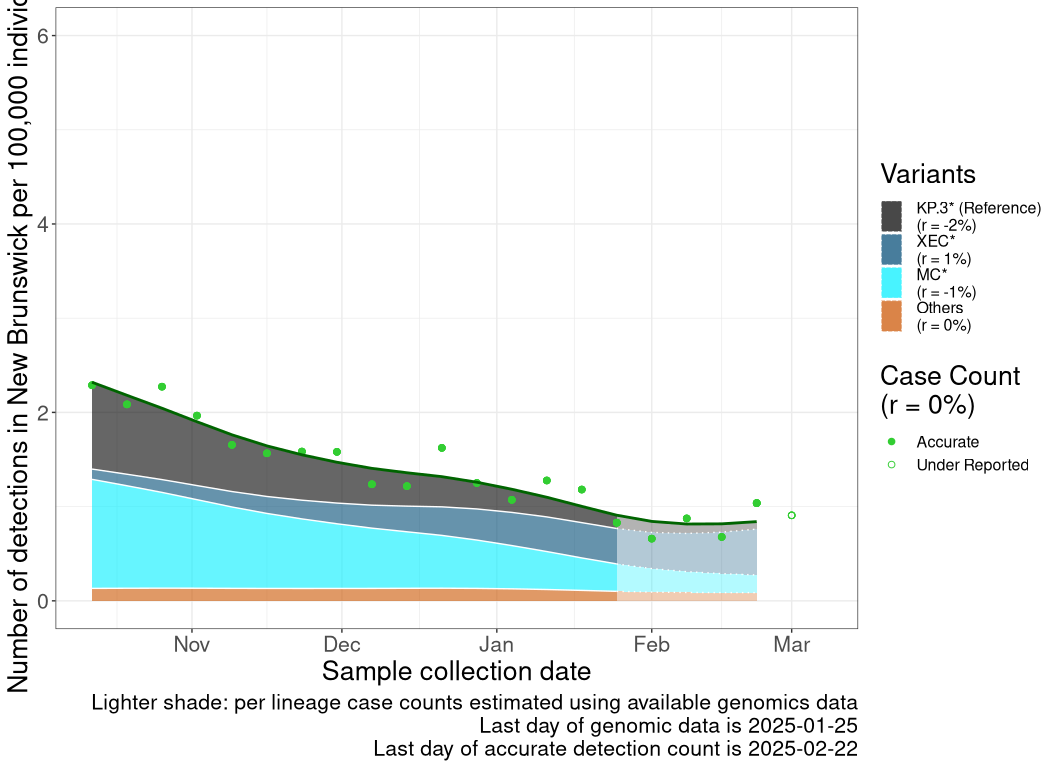 Number of detections in New Brunswick per 100,000
6
4
2
0
Nov Dec Jan Feb Mar
Sample collection date
Lighter shade: per lineage case counts estimated using available genomics data
Last day of genomic data is 2025-01-25
Last day of accurate detection count is 2025-02-22
Variants
KP.3* (Reference)
(r = -2%)
XEC*
(r = 1%)
MC*
(r = -1%)
Others
(r = 0%)
Case Count
(r = 0%)
Accurate
Under Reported